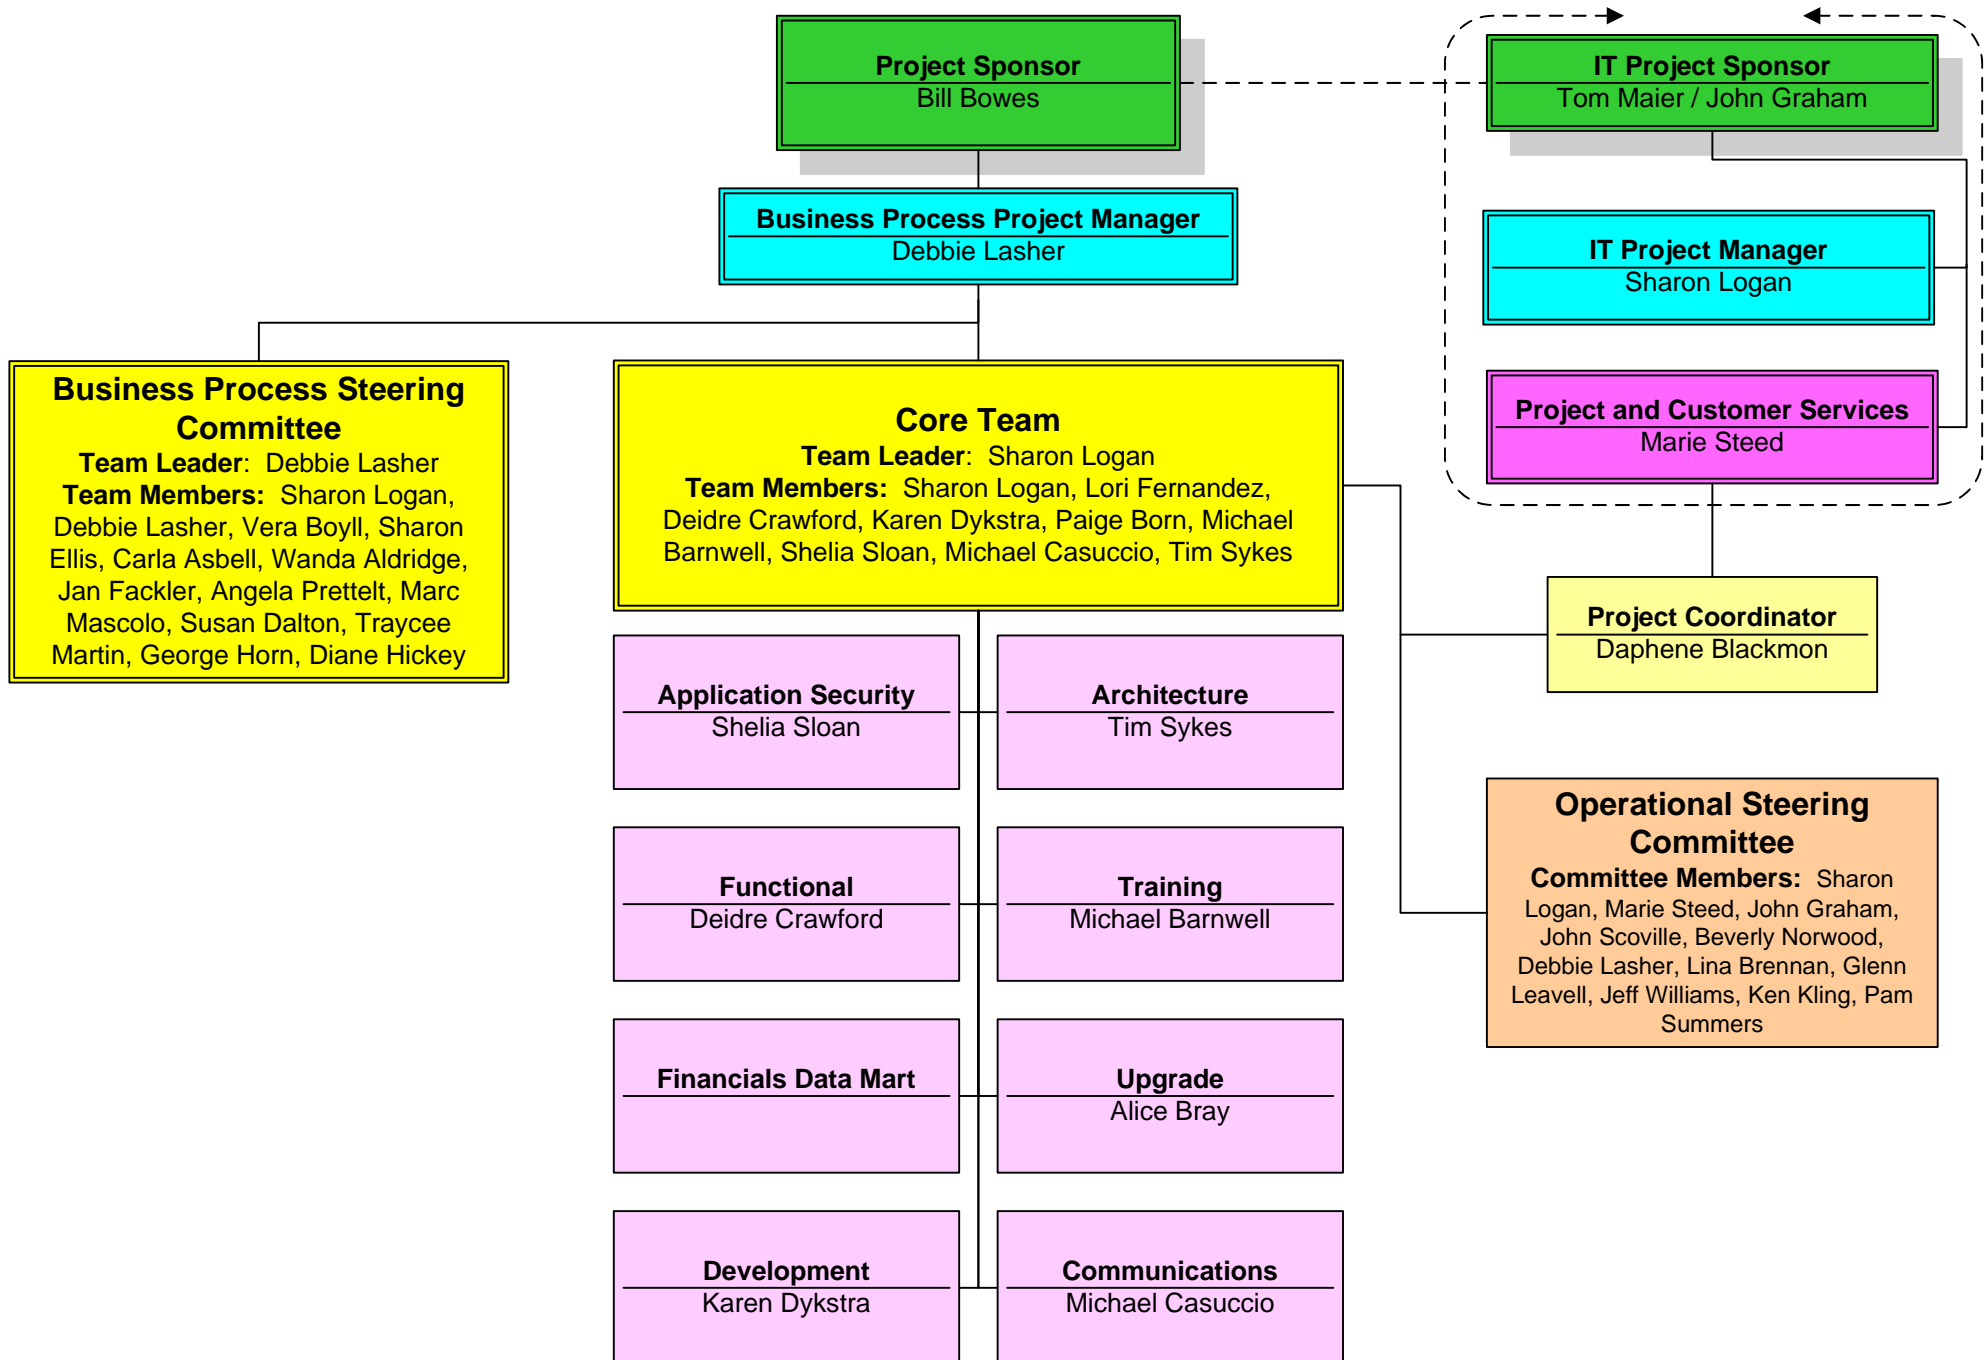 Project Sponsor
Bill Bowes
IT Project Sponsor
Tom Maier / John Graham
Business Process Project Manager
Debbie Lasher
IT Project Manager
Sharon Logan
Project and Customer Services
Marie Steed
Business Process Steering
Committee
Team Leader:  Debbie Lasher
Team Members:  Sharon Logan,
Debbie Lasher, Vera Boyll, Sharon
Ellis, Carla Asbell, Wanda Aldridge,
Jan Fackler, Angela Prettelt, Marc
Mascolo, Susan Dalton, Traycee
Martin, George Horn, Diane Hickey
Core Team
Team Leader:  Sharon Logan
Team Members:  Sharon Logan, Lori Fernandez,
Deidre Crawford, Karen Dykstra, Paige Born, Michael
Barnwell, Shelia Sloan, Michael Casuccio, Tim Sykes
Project Coordinator
Daphene Blackmon
Application Security
Shelia Sloan
Architecture
Tim Sykes
Functional
Deidre Crawford
Training
Michael Barnwell
Operational Steering
Committee
Committee Members:  Sharon
Logan, Marie Steed, John Graham,
John Scoville, Beverly Norwood,
Debbie Lasher, Lina Brennan, Glenn
Leavell, Jeff Williams, Ken Kling, Pam
Summers
Financials Data Mart
Upgrade
Alice Bray
Development
Karen Dykstra
Communications
Michael Casuccio